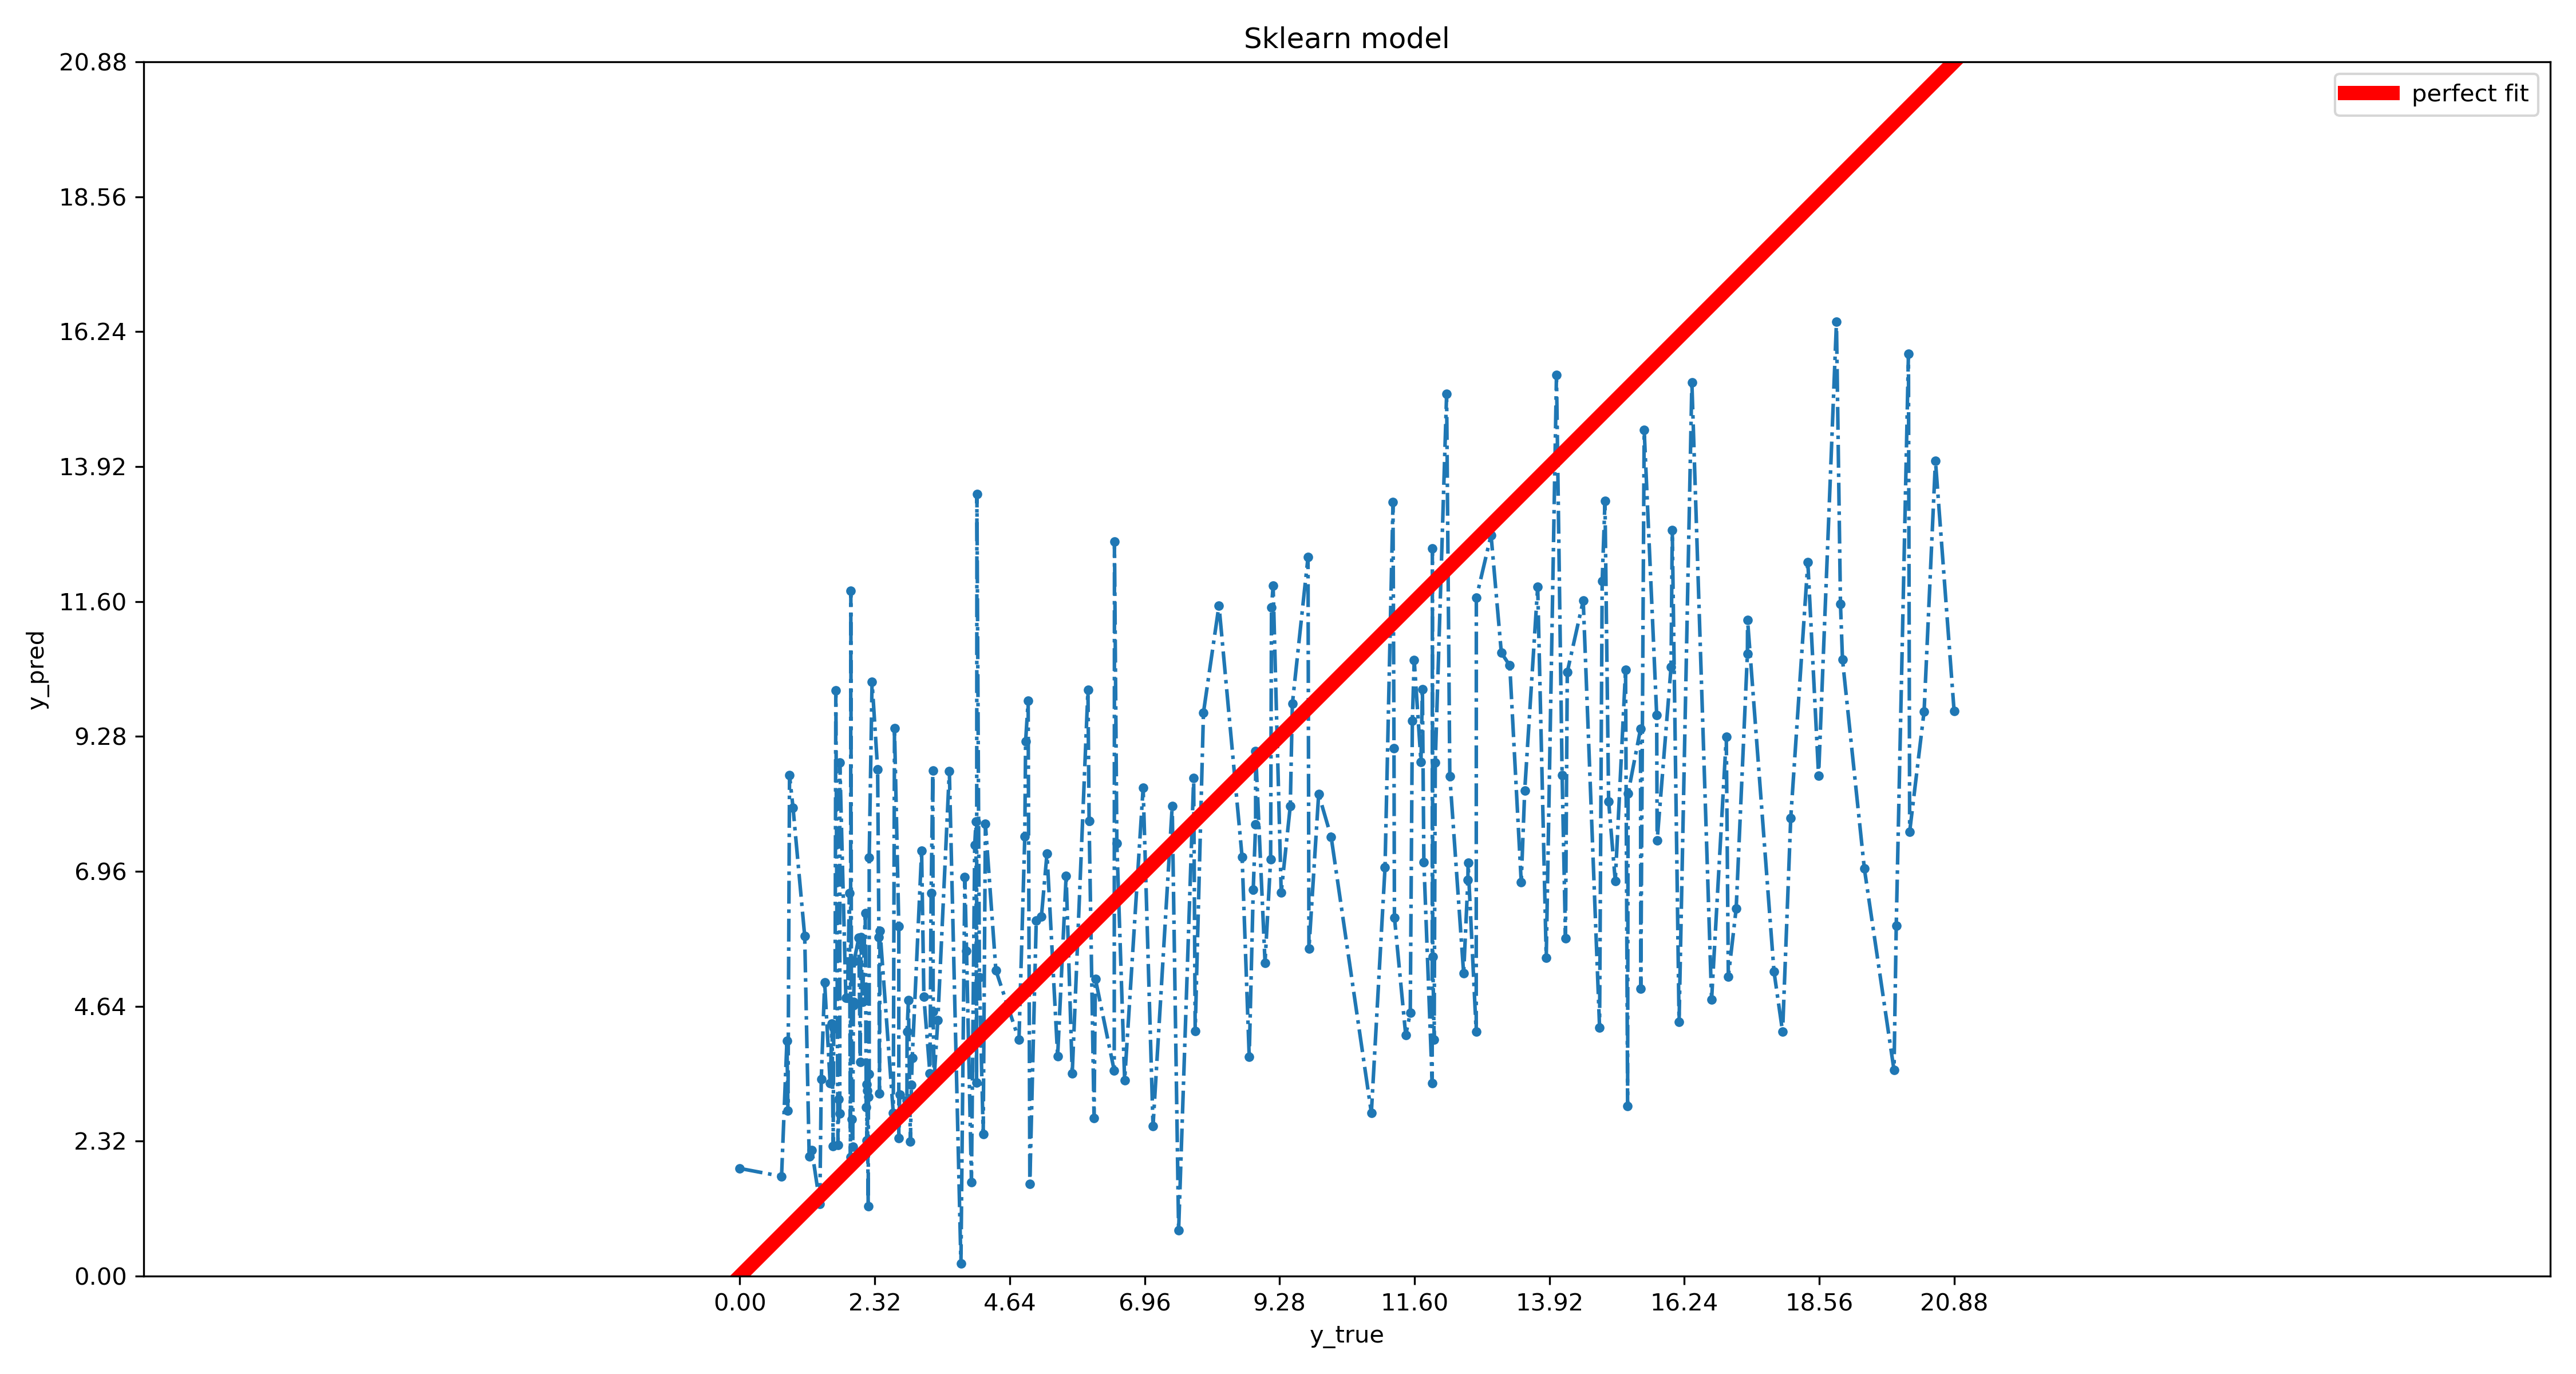 Sklearn model
perfect fit
20.88
18.56
16.24
13.92
11.60
9.28
6.96
4.64
2.32
0.00
y_pred
0.00 2.32 4.64 6.96 9.28 11.60 13.92 16.24 18.56 20.88
y_true